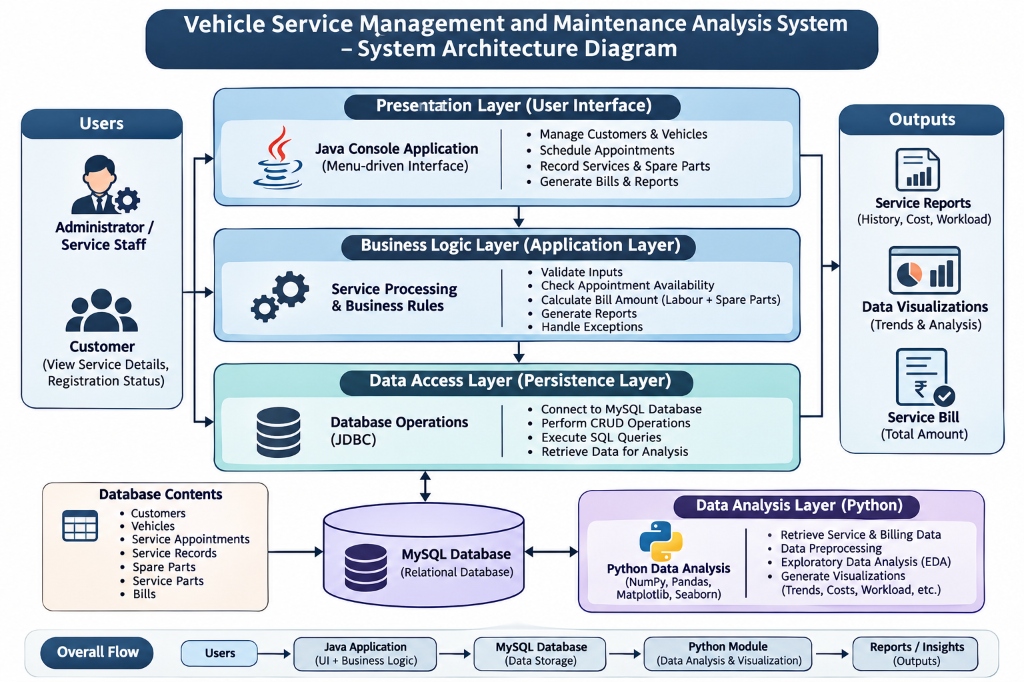 Vehicle Service Management and Maintenance Analysis System
– System Architecture Diagram
Users
Administrator /
Service Staff
Customer
(View Service Details,
Registration Status)
Presentation Layer (User Interface)
Java Console Application
(Menu-driven Interface)
• Manage Customers & Vehicles
• Schedule Appointments
• Record Services & Spare Parts
• Generate Bills & Reports
Business Logic Layer (Application Layer)
Service Processing
& Business Rules
• Validate Inputs
• Check Appointment Availability
• Calculate Bill Amount (Labour + Spare Parts)
• Generate Reports
• Handle Exceptions
Data Access Layer (Persistence Layer)
Database Operations
(JDBC)
• Connect to MySQL Database
• Perform CRUD Operations
• Execute SQL Queries
• Retrieve Data for Analysis
Outputs
Service Reports
(History, Cost, Workload)
Data Visualizations
(Trends & Analysis)
₹
Service Bill
(Total Amount)
Database Contents
• Customers
• Vehicles
• Service Appointments
• Service Records
• Spare Parts
• Service Parts
• Bills
MySQL Database
(Relational Database)
Data Analysis Layer (Python)
Python Data Analysis
(NumPy, Pandas,
Matplotlib, Seaborn)
• Retrieve Service & Billing Data
• Data Preprocessing
• Exploratory Data Analysis (EDA)
• Generate Visualizations
(Trends, Costs, Workload, etc.)
Overall Flow
Users
Java Application
(UI + Business Logic)
MySQL Database
(Data Storage)
Python Module
(Data Analysis & Visualization)
Reports / Insights
(Outputs)